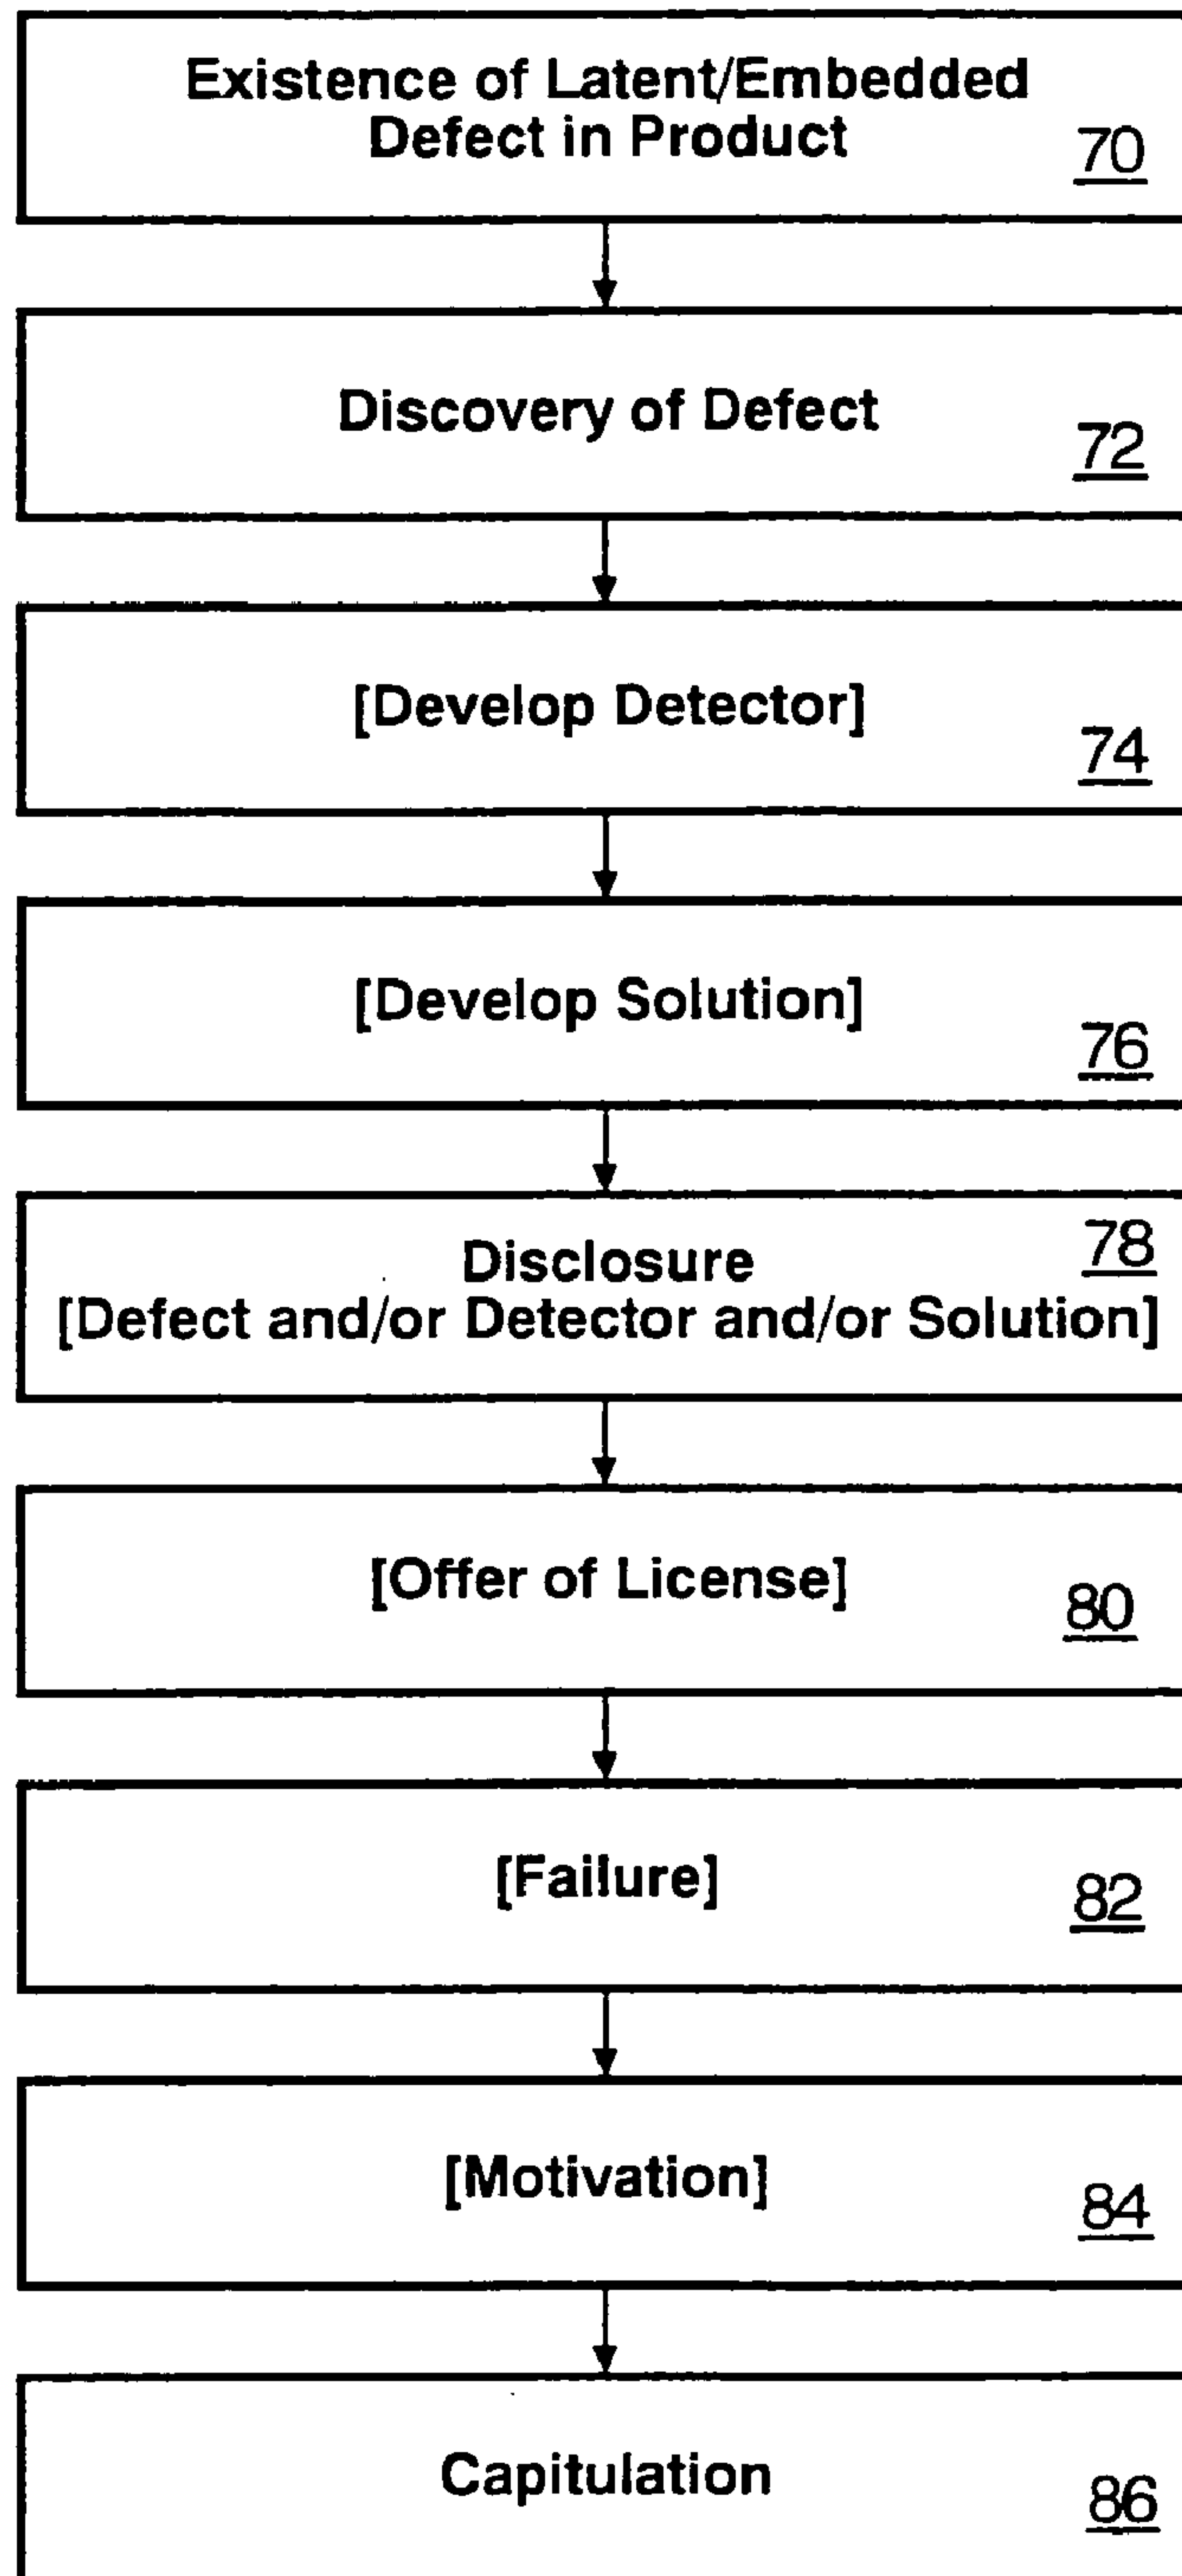 Existence of Latent/Embedded
Defect in Product
70
Discovery of Defect
72
[Develop Detector]
74
[Develop Solution]
76
Disclosure
78
[Defect and/or Detector and/or Solution]
[Offer of License]
80
[Failure]
82
[Motivation]
84
Capitulation
86